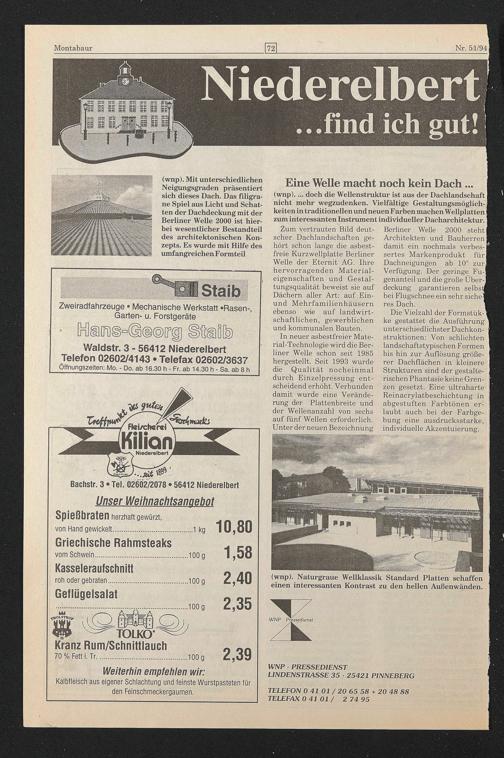 Montabaur
72
Nr. 51/94
Niederelbert
...find ich gut!
(wnp). Mit unterschiedlichen
Neigungsgraden präsentiert
sich dieses Dach. Das filigra-
ne Spiel aus Licht und Schat-
ten der Dachdeckung mit der
Berliner Welle 2000 ist hier-
bei wesentlicher Bestandteil
des architektonischen Kon-
zepts. Es wurde mit Hilfe des
umfangreichen Formteil
Staib
Zweiradfahrzeuge • Mechanische Werkstatt •Rasen-,
Garten- u. Forstgeräte
Hans-Georg Staib
Waldstr. 3 - 56412 Niederelbert
Telefon 02602/4143 • Telefax 02602/3637
Öffnungszeiten: Mo. - Do. ab 16.30 h - Fr. ab 14.30 h - Sa. ab 8 h
Treffpunkt des guten Geschmacks
Fleischerei
Kilian
Niederelbert
...seit 1899
Bachstr. 3 • Tel. 02602/2078 • 56412 Niederelbert
Unser Weihnachtsangebot
Spießbraten herzhaft gewürzt,
von Hand gewickelt 1 kg 10,80
Griechische Rahmsteaks
vom Schwein 100 g 1,58
Kasseleraufschnitt
roh oder gebraten 100 g 2,40
Geflügelsalat
100 g 2,35
TOLKO
Kranz Rum/Schnittlauch
70 % Fett i. Tr. 100 g 2,39
Weiterhin empfehlen wir:
Kalbfleisch aus eigener Schlachtung und feinste Wurstpasteten für
den Feinschmeckergaumen.
Eine Welle macht noch kein Dach ...
(wnp). ... doch die Wellenstruktur ist aus der Dachlandschaft
nicht mehr wegzudenken. Vielfältige Gestaltungsmöglich-
keiten in traditionellen und neuen Farben machen Wellplatten
zum interessanten Instrument individueller Dacharchitektur.
Zum vertrauten Bild deut-
scher Dachlandschaften ge-
hört schon lange die asbest-
freie Kurzwellplatte Berliner
Welle der Eternit AG. Ihre
hervorragenden Material-
eigenschaften und Gestal-
tungsqualität beweist sie auf
Dächern aller Art: auf Ein-
und Mehrfamilienhäusern
ebenso wie auf landwirt-
schaftlichen, gewerblichen
und kommunalen Bauten.
In neuer asbestfreier Mate-
rial-Technologie wird die Ber-
liner Welle schon seit 1985
hergestellt. Seit 1993 wurde
die Qualität nocheinmal
durch Einzelpressung ent-
scheidend erhöht. Verbunden
damit wurde eine Verände-
rung der Plattenbreite und
der Wellenanzahl von sechs
auf fünf Wellen erforderlich.
Unter der neuen Bezeichnung
Berliner Welle 2000 steht
Architekten und Bauherren
damit ein nochmals verbes-
sertes Markenprodukt für
Dachneigungen ab 10° zur
Verfügung. Der geringe Fu-
genanteil und die große Über-
deckung garantieren selbst
bei Flugschnee ein sehr siche-
res Dach.
Die Vielzahl der Formstük-
ke gestattet die Ausführung
unterschiedlichster Dachkon-
struktionen: Von schlichten
landschaftstypischen Formen
bis hin zur Auflösung größe-
rer Dachflächen in kleinere
Strukturen sind der gestalte-
rischen Phantasie keine Gren-
zen gesetzt. Eine ultraharte
Reinacrylatbeschichtung in
abgestuften Farbtönen er-
laubt auch bei der Farbge-
bung eine ausdrucksstarke,
individuelle Akzentuierung.
(wnp). Naturgraue Wellklassik Standard Platten schaffen
einen interessanten Kontrast zu den hellen Außenwänden.
WNP Pressedienst
WNP · PRESSEDIENST
LINDENSTRASSE 35 · 25421 PINNEBERG
TELEFON 0 41 01 / 20 65 58 + 20 48 88
TELEFAX 0 41 01 / 2 74 95